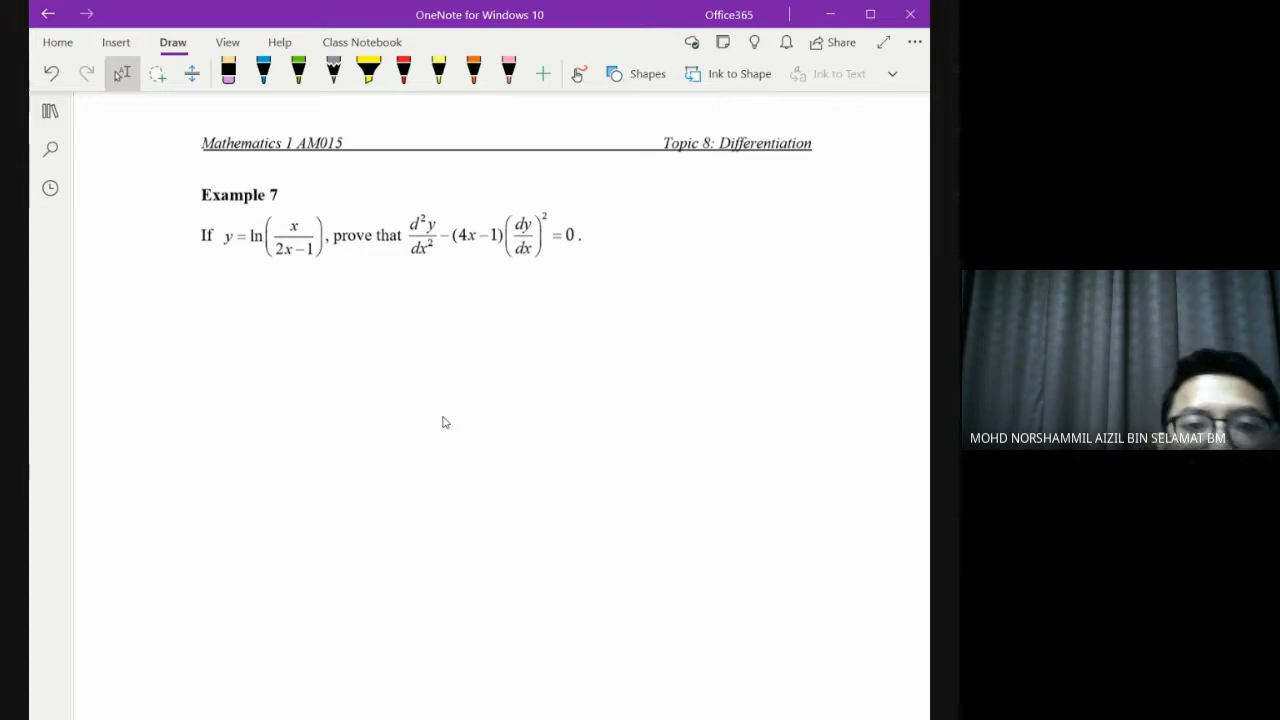 OneNote for Windows 10 Office365
Home Insert Draw View Help Class Notebook Share
Shapes Ink to Shape Ink to Text
Mathematics 1 AM015 Topic 8: Differentiation
Example 7
If y = ln(x/(2x−1)), prove that d²y/dx² − (4x−1)(dy/dx)² = 0.
MOHD NORSHAMMIL AIZIL BIN SELAMAT BM